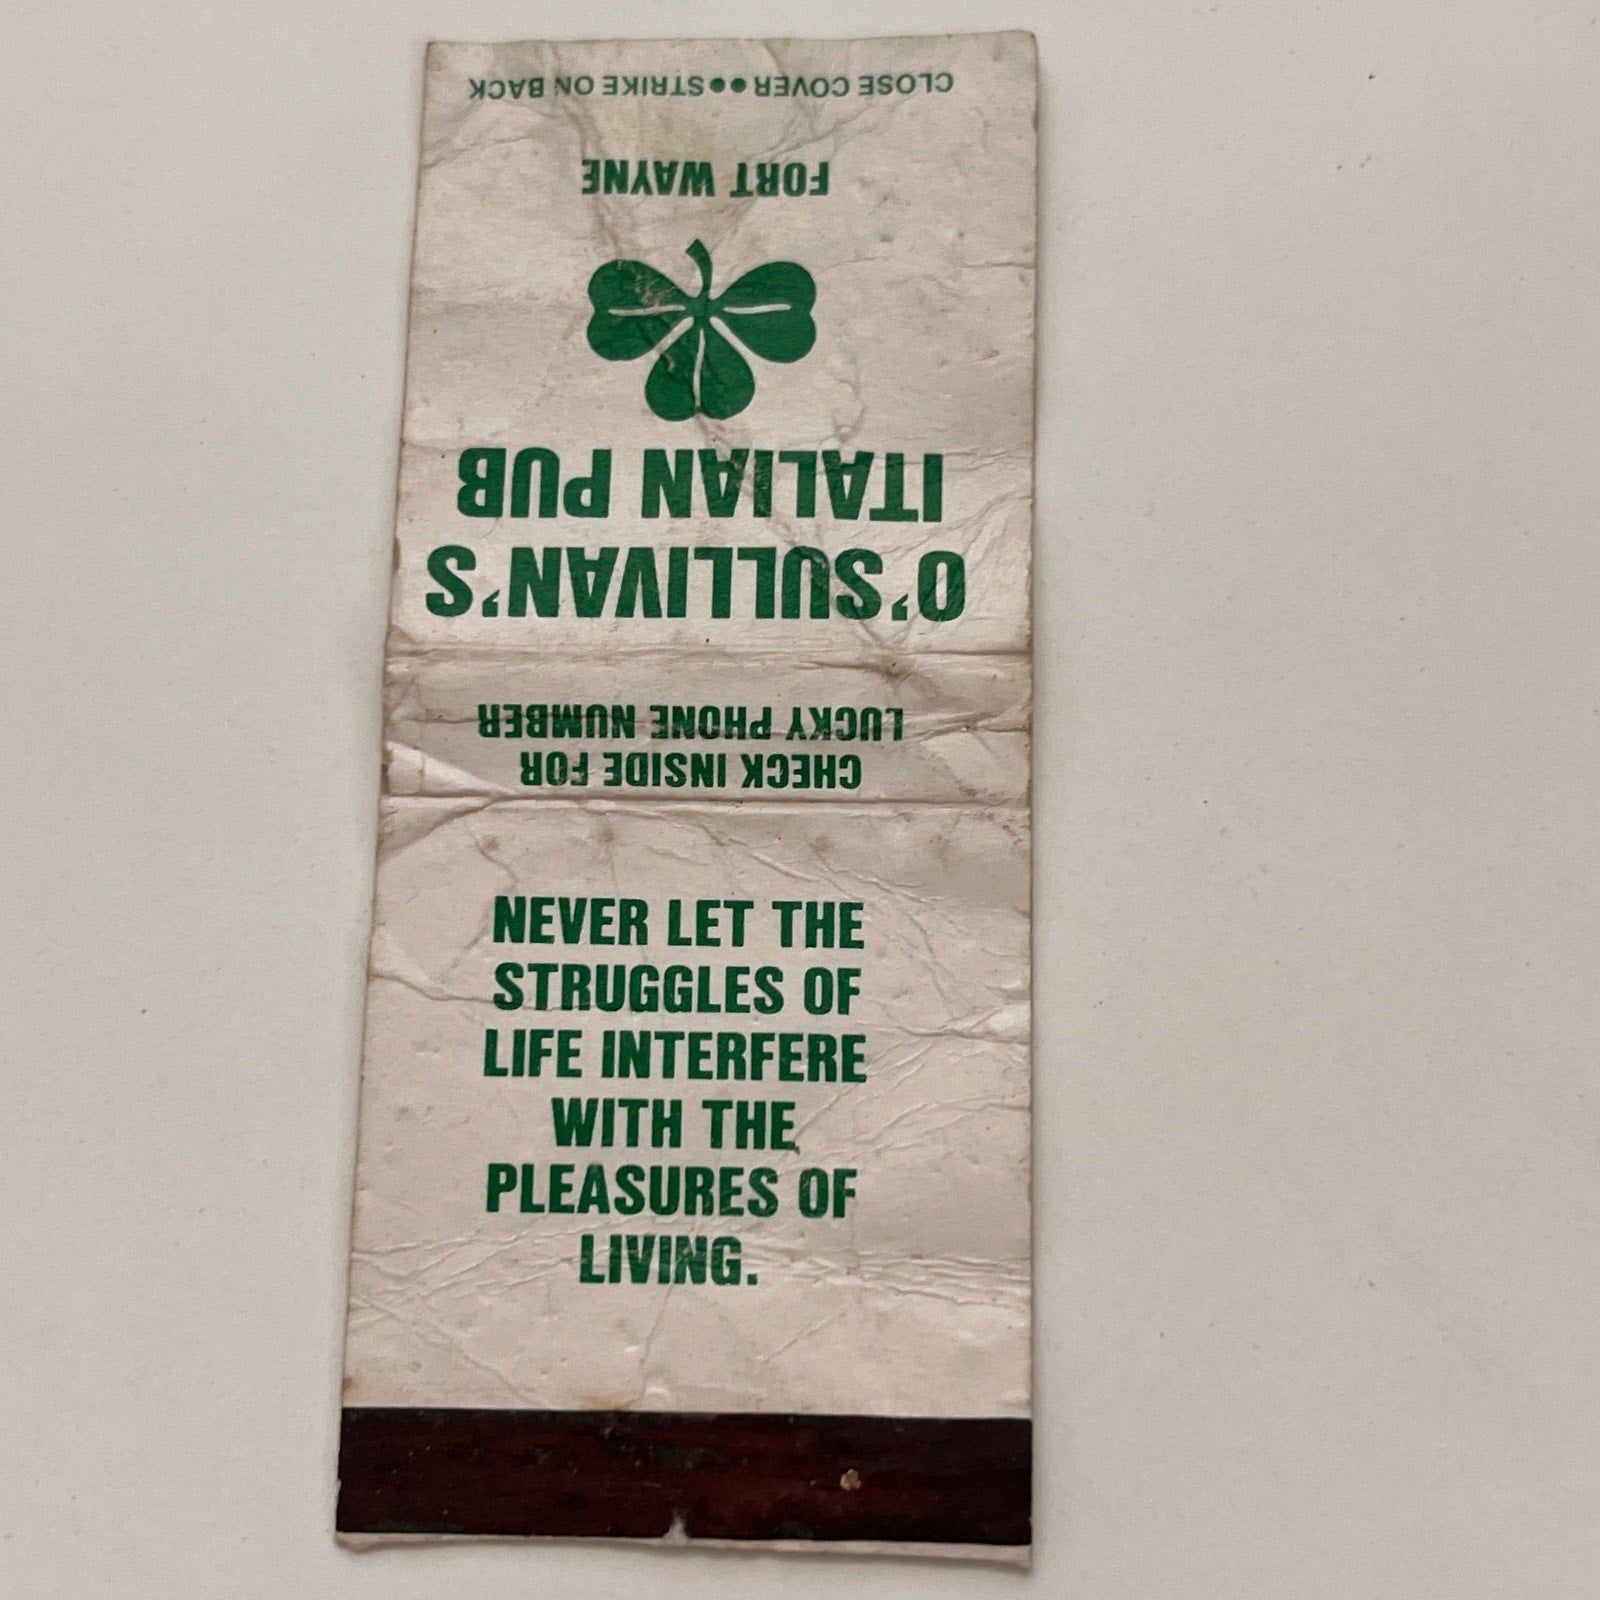 O'SULLIVAN'S
ITALIAN PUB
FORT WAYNE
CLOSE COVER●●STRIKE ON BACK
CHECK INSIDE FOR
LUCKY PHONE NUMBER
NEVER LET THE
STRUGGLES OF
LIFE INTERFERE
WITH THE
PLEASURES OF
LIVING.